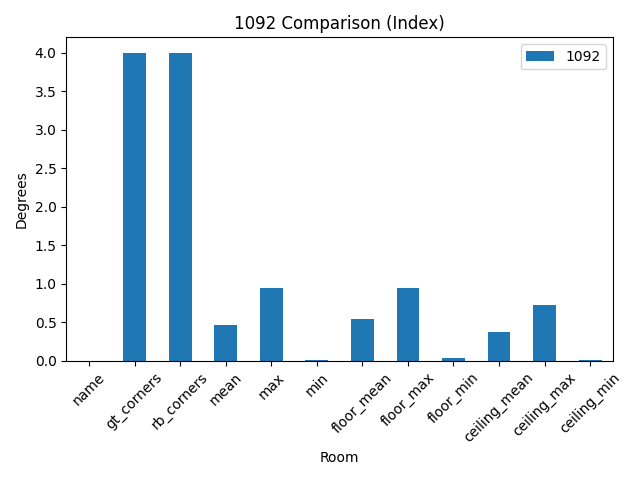 1092 Comparison (Index)
1092
Degrees
4.0
3.5
3.0
2.5
2.0
1.5
1.0
0.5
0.0
name
gt_corners
rb_corners
mean
max
min
floor_mean
floor_max
floor_min
ceiling_mean
ceiling_max
ceiling_min
Room